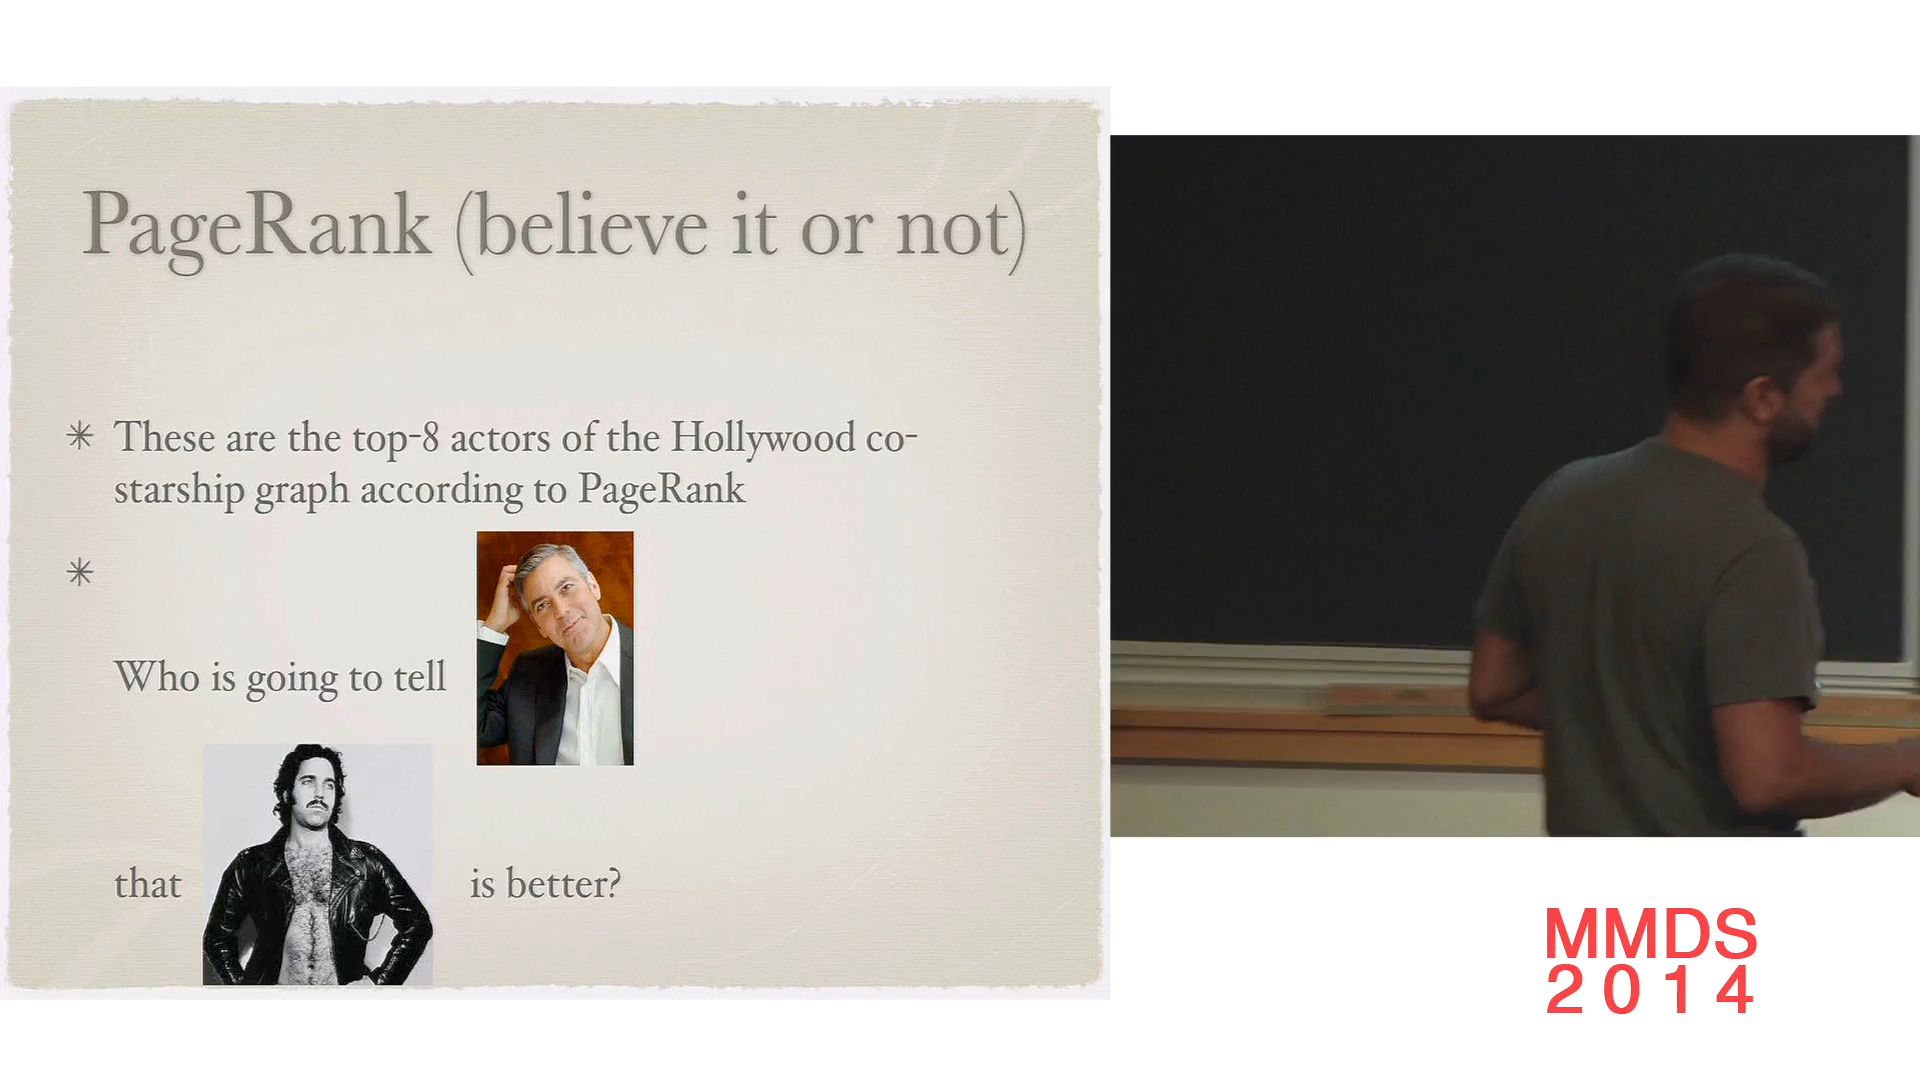 PageRank (believe it or not)
These are the top-8 actors of the Hollywood co-
starship graph according to PageRank
Who is going to tell
that is better?
MMDS
2014